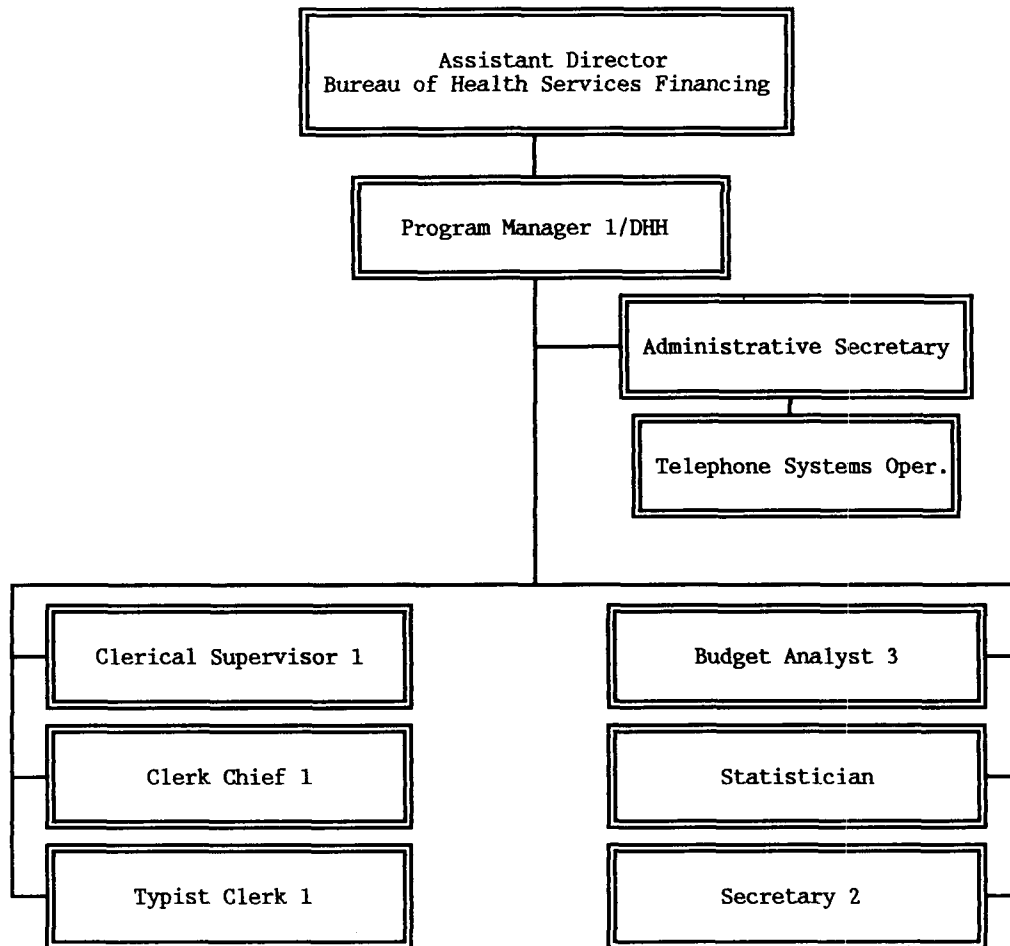 Assistant Director
Bureau of Health Services Financing
Program Manager 1/DHH
Administrative Secretary
Telephone Systems Oper.
Clerical Supervisor 1
Budget Analyst 3
Clerk Chief 1
Statistician
Typist Clerk 1
Secretary 2